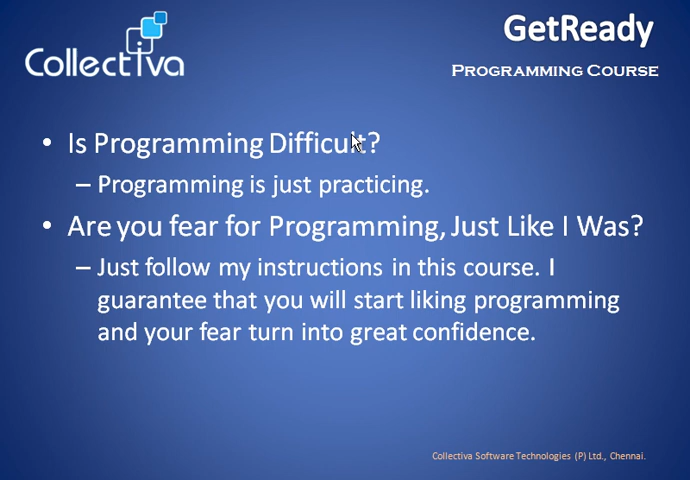 Collectiva
GetReady
Programming Course
• Is Programming Difficult?
– Programming is just practicing.
• Are you fear for Programming, Just Like I Was?
– Just follow my instructions in this course. I
guarantee that you will start liking programming
and your fear turn into great confidence.
Collectiva Software Technologies (P) Ltd., Chennai.